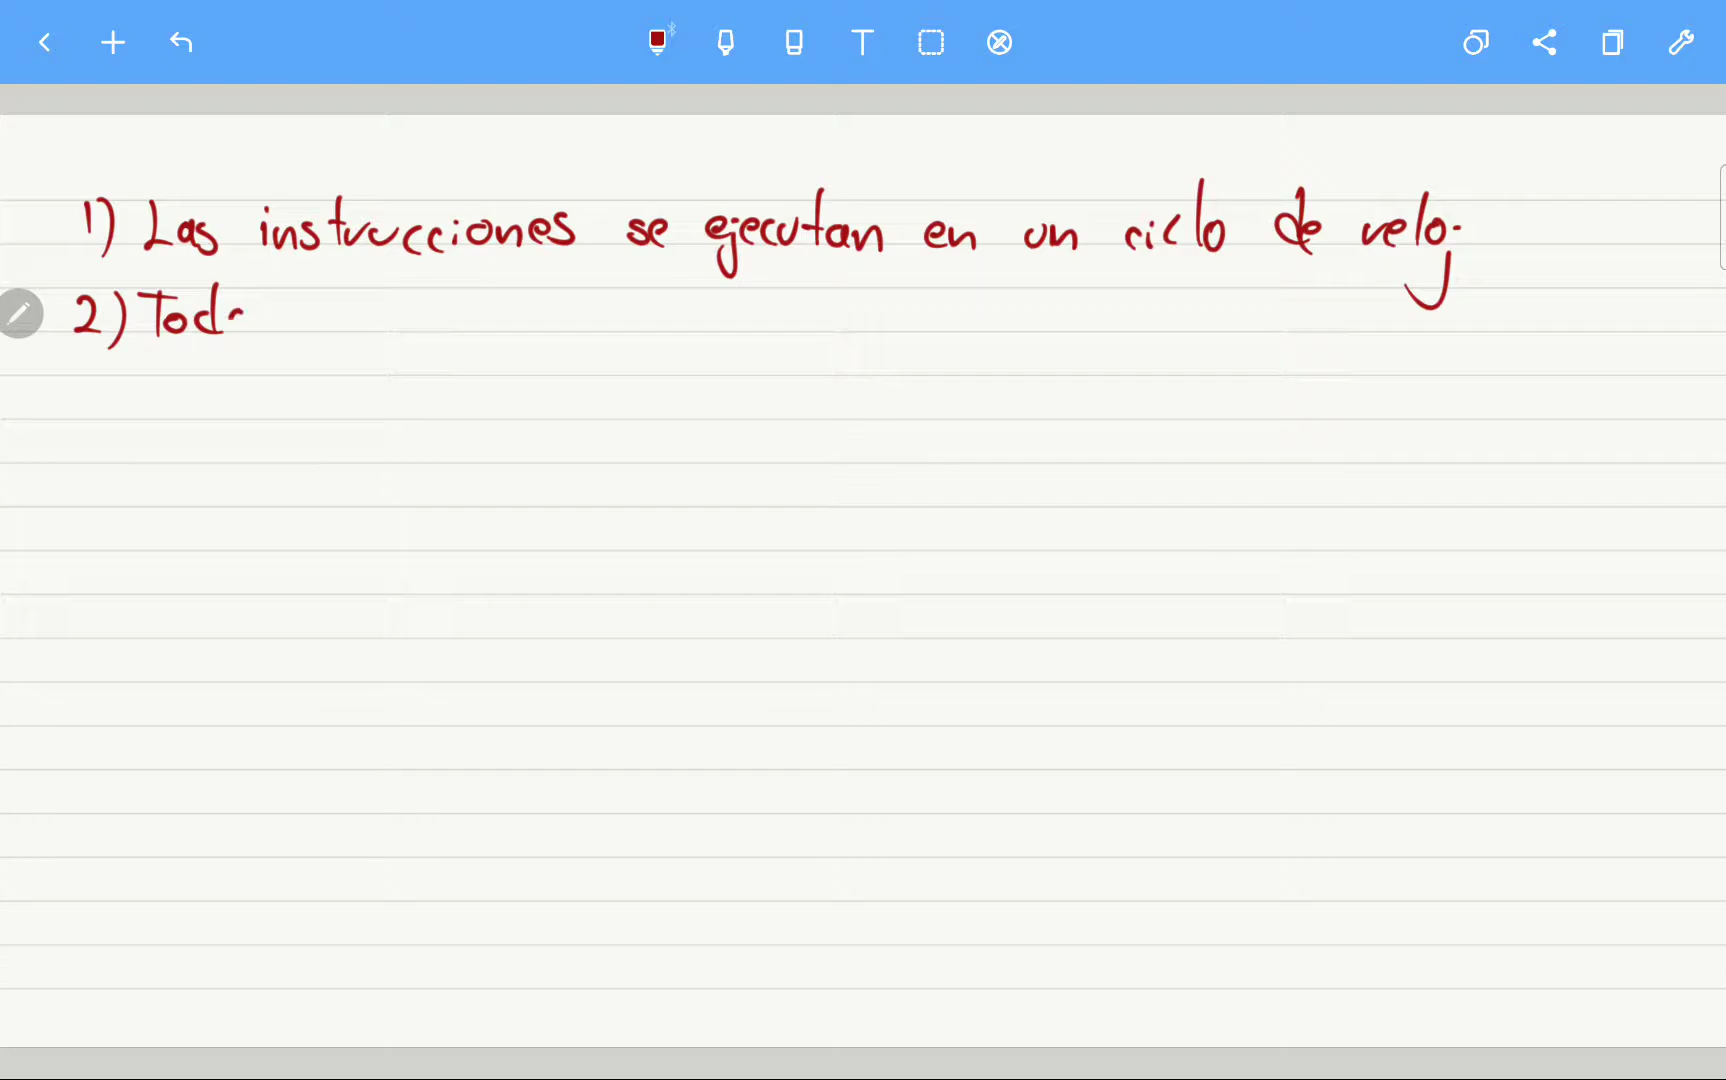 1) Las instrucciones se ejecutan en un ciclo de reloj
2) Tod